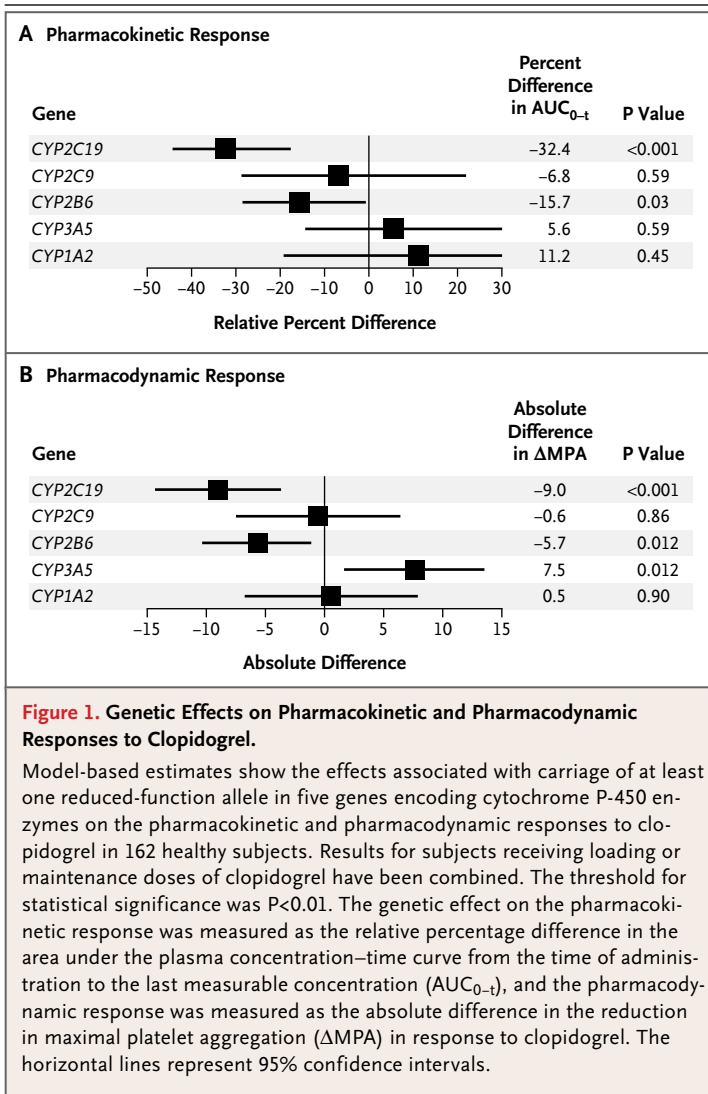 A Pharmacokinetic Response
Percent
Difference
in AUC0–t
Gene P Value
CYP2C19 –32.4 <0.001
CYP2C9 –6.8 0.59
CYP2B6 –15.7 0.03
CYP3A5 5.6 0.59
CYP1A2 11.2 0.45
–50 –40 –30 –20 –10 0 10 20 30
Relative Percent Difference
B Pharmacodynamic Response
Absolute
Difference
in ΔMPA
Gene P Value
CYP2C19 –9.0 <0.001
CYP2C9 –0.6 0.86
CYP2B6 –5.7 0.012
CYP3A5 7.5 0.012
CYP1A2 0.5 0.90
–15 –10 –5 0 5 10 15
Absolute Difference
Figure 1. Genetic Effects on Pharmacokinetic and Pharmacodynamic
Responses to Clopidogrel.
Model-based estimates show the effects associated with carriage of at least
one reduced-function allele in five genes encoding cytochrome P-450 en-
zymes on the pharmacokinetic and pharmacodynamic responses to clo-
pidogrel in 162 healthy subjects. Results for subjects receiving loading or
maintenance doses of clopidogrel have been combined. The threshold for
statistical significance was P<0.01. The genetic effect on the pharmacoki-
netic response was measured as the relative percentage difference in the
area under the plasma concentration–time curve from the time of adminis-
tration to the last measurable concentration (AUC0–t), and the pharmacody-
namic response was measured as the absolute difference in the reduction
in maximal platelet aggregation (ΔMPA) in response to clopidogrel. The
horizontal lines represent 95% confidence intervals.